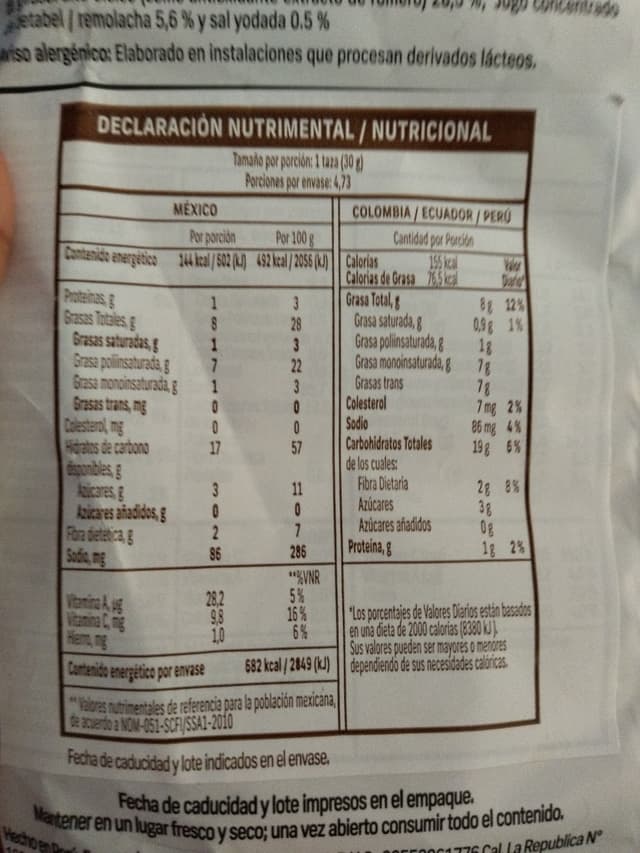 20,5 %, Jugo concentrado
vegetal / remolacha 5,6 % y sal yodada 0.5 %
aviso alergénico: Elaborado en instalaciones que procesan derivados lácteos.
DECLARACIÓN NUTRIMENTAL / NUTRICIONAL
Tamaño por porción: 1 taza (30 g)
Porciones por envase: 4,73
MÉXICO
Por porción Por 100 g
Contenido energético 144 kcal / 602 (kJ) 492 kcal / 2056 (kJ)
Proteínas, g 1 3
Grasas Totales, g 8 28
Grasas saturadas, g 1 3
Grasa poliinsaturada, g 7 22
Grasa monoinsaturada, g 1 3
Grasas trans, mg 0 0
Colesterol, mg 0 0
Hidratos de carbono 17 57
disponibles, g
Azúcares, g 3 11
Azúcares añadidos, g 0 0
Fibra dietética, g 2 7
Sodio, mg 86 286
**%VNR
Vitamina A, µg 28,2 5%
Vitamina C, mg 9,8 16%
Hierro, mg 1,0 6%
Contenido energético por envase 682 kcal / 2849 (kJ)
** Valores nutrimentales de referencia para la población mexicana,
de acuerdo a NOM-051-SCFI/SSA1-2010
COLOMBIA / ECUADOR / PERÚ
Cantidad por Porción
Calorías 155 kcal Valor
Calorías de Grasa 76,5 kcal Diario*
Grasa Total, g 8 g 12%
Grasa saturada, g 0,9 g 1%
Grasa poliinsaturada, g 1 g
Grasa monoinsaturada, g 7 g
Grasas trans 7 g
Colesterol 7 mg 2%
Sodio 86 mg 4%
Carbohidratos Totales 19 g 6%
de los cuales:
Fibra Dietaria 2 g 8%
Azúcares 3 g
Azúcares añadidos 0 g
Proteína, g 1 g 2%
*Los porcentajes de Valores Diarios están basados
en una dieta de 2000 calorías (8380 kJ).
Sus valores pueden ser mayores o menores
dependiendo de sus necesidades calóricas.
Fecha de caducidad y lote indicados en el envase.
Fecha de caducidad y lote impresos en el empaque.
Mantener en un lugar fresco y seco; una vez abierto consumir todo el contenido.
Hecho en
Cal. La Republica N°